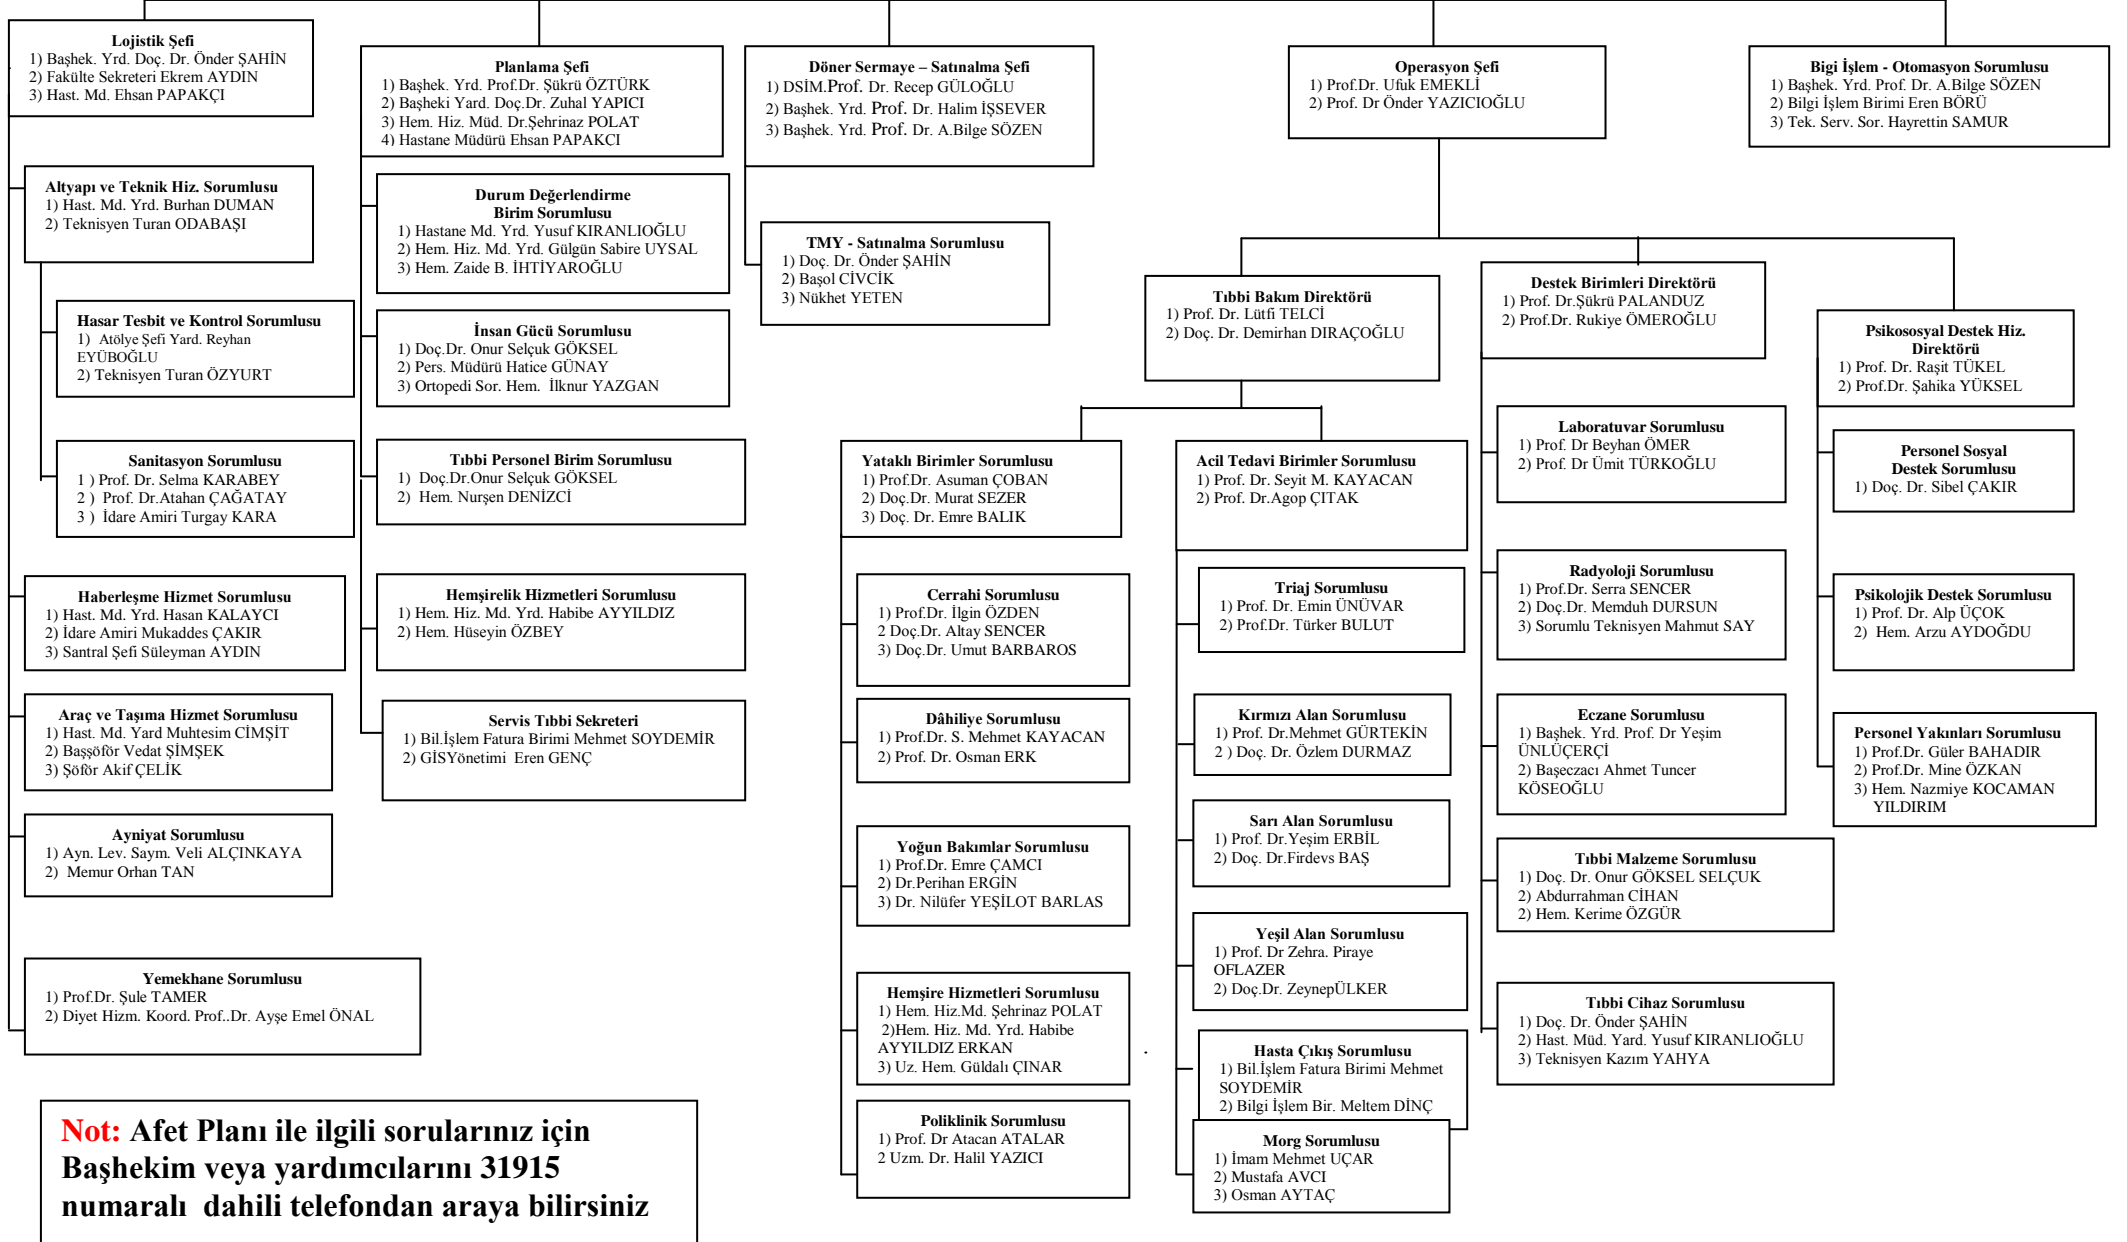 Lojistik Şefi
1) Başhek. Yrd. Doç. Dr. Önder ŞAHİN
2) Fakülte Sekreteri Ekrem AYDIN
3) Hast. Md. Ehsan PAPAKÇI
Planlama Şefi
1) Başhek. Yrd. Prof.Dr. Şükrü ÖZTÜRK
2) Başheki Yard. Doç.Dr. Zuhal YAPICI
3) Hem. Hiz. Müd. Dr.Şehrinaz POLAT
4) Hastane Müdürü Ehsan PAPAKCI
Döner Sermaye – Satınalma Şefi
1) DSİM.Prof. Dr. Recep GÜLOĞLU
2) Başhek. Yrd. Prof. Dr. Halim İŞSEVER
3) Başhek. Yrd. Prof. Dr. A.Bilge SÖZEN
Operasyon Şefi
1) Prof.Dr. Ufuk EMEKLİ
2) Prof. Dr Önder YAZICIOĞLU
Bigi İşlem - Otomasyon Sorumlusu
1) Başhek. Yrd. Prof. Dr. A.Bilge SÖZEN
2) Bilgi İşlem Birimi Eren BÖRÜ
3) Tek. Serv. Sor. Hayrettin SAMUR
Altyapı ve Teknik Hiz. Sorumlusu
1) Hast. Md. Yrd. Burhan DUMAN
2) Teknisyen Turan ODABAŞI
Hasar Tesbit ve Kontrol Sorumlusu
1) Atölye Şefi Yard. Reyhan
EYÜBOĞLU
2) Teknisyen Turan ÖZYURT
Sanitasyon Sorumlusu
1 ) Prof. Dr. Selma KARABEY
2 ) Prof. Dr.Atahan ÇAĞATAY
3 ) İdare Amiri Turgay KARA
Haberleşme Hizmet Sorumlusu
1) Hast. Md. Yrd. Hasan KALAYCI
2) İdare Amiri Mukaddes ÇAKIR
3) Santral Şefi Süleyman AYDIN
Araç ve Taşıma Hizmet Sorumlusu
1) Hast. Md. Yard Muhtesim CİMŞİT
2) Başşöför Vedat ŞİMŞEK
3) Şöför Akif ÇELİK
Ayniyat Sorumlusu
1) Ayn. Lev. Saym. Veli ALÇINKAYA
2) Memur Orhan TAN
Yemekhane Sorumlusu
1) Prof.Dr. Şule TAMER
2) Diyet Hizm. Koord. Prof..Dr. Ayşe Emel ÖNAL
Durum Değerlendirme
Birim Sorumlusu
1) Hastane Md. Yrd. Yusuf KIRANLIOĞLU
2) Hem. Hiz. Md. Yrd. Gülgün Sabire UYSAL
3) Hem. Zaide B. İHTİYAROĞLU
İnsan Gücü Sorumlusu
1) Doç.Dr. Onur Selçuk GÖKSEL
2) Pers. Müdürü Hatice GÜNAY
3) Ortopedi Sor. Hem. İlknur YAZGAN
Tıbbi Personel Birim Sorumlusu
1) Doç.Dr.Onur Selçuk GÖKSEL
2) Hem. Nurşen DENİZCİ
Hemşirelik Hizmetleri Sorumlusu
1) Hem. Hiz. Md. Yrd. Habibe AYYILDIZ
2) Hem. Hüseyin ÖZBEY
Servis Tıbbi Sekreteri
1) Bil.İşlem Fatura Birimi Mehmet SOYDEMİR
2) GİSYönetimi Eren GENÇ
TMY - Satınalma Sorumlusu
1) Doç. Dr. Önder ŞAHİN
2) Başol CİVCİK
3) Nükhet YETEN
Tıbbi Bakım Direktörü
1) Prof. Dr. Lütfi TELCİ
2) Doç. Dr. Demirhan DIRAÇOĞLU
Yataklı Birimler Sorumlusu
1) Prof.Dr. Asuman ÇOBAN
2) Doç.Dr. Murat SEZER
3) Doç. Dr. Emre BALIK
Cerrahi Sorumlusu
1) Prof.Dr. İlgin ÖZDEN
2 Doç.Dr. Altay SENCER
3) Doç.Dr. Umut BARBAROS
Dâhiliye Sorumlusu
1) Prof.Dr. S. Mehmet KAYACAN
2) Prof. Dr. Osman ERK
Yoğun Bakımlar Sorumlusu
1) Prof.Dr. Emre ÇAMCI
2) Dr.Perihan ERGİN
3) Dr. Nilüfer YEŞİLOT BARLAS
Hemşire Hizmetleri Sorumlusu
1) Hem. Hiz.Md. Şehrinaz POLAT
2)Hem. Hiz. Md. Yrd. Habibe
AYYILDIZ ERKAN
3) Uz. Hem. Güldalı ÇINAR
Poliklinik Sorumlusu
1) Prof. Dr Atacan ATALAR
2 Uzm. Dr. Halil YAZICI
Acil Tedavi Birimler Sorumlusu
1) Prof. Dr. Seyit M. KAYACAN
2) Prof. Dr.Agop ÇITAK
Triaj Sorumlusu
1) Prof. Dr. Emin ÜNÜVAR
2) Prof.Dr. Türker BULUT
Kırmızı Alan Sorumlusu
1) Prof. Dr.Mehmet GÜRTEKİN
2 ) Doç. Dr. Özlem DURMAZ
Sarı Alan Sorumlusu
1) Prof. Dr.Yeşim ERBİL
2) Doç. Dr.Firdevs BAŞ
Yeşil Alan Sorumlusu
1) Prof. Dr Zehra. Piraye
OFLAZER
2) Doç.Dr. ZeynepÜLKER
.
Hasta Çıkış Sorumlusu
1) Bil.İşlem Fatura Birimi Mehmet
SOYDEMİR
2) Bilgi İşlem Bir. Meltem DİNÇ
Morg Sorumlusu
1) İmam Mehmet UÇAR
2) Mustafa AVCI
3) Osman AYTAÇ
Destek Birimleri Direktörü
1) Prof. Dr.Şükrü PALANDUZ
2) Prof.Dr. Rukiye ÖMEROĞLU
Laboratuvar Sorumlusu
1) Prof. Dr Beyhan ÖMER
2) Prof. Dr Ümit TÜRKOĞLU
Radyoloji Sorumlusu
1) Prof.Dr. Serra SENCER
2) Doç.Dr. Memduh DURSUN
3) Sorumlu Teknisyen Mahmut SAY
Eczane Sorumlusu
1) Başhek. Yrd. Prof. Dr Yeşim
ÜNLÜÇERÇİ
2) Başeczacı Ahmet Tuncer
KÖSEOĞLU
Tıbbi Malzeme Sorumlusu
1) Doç. Dr. Onur GÖKSEL SELÇUK
2) Abdurrahman CİHAN
2) Hem. Kerime ÖZGÜR
Tıbbi Cihaz Sorumlusu
1) Doç. Dr. Önder ŞAHİN
2) Hast. Müd. Yard. Yusuf KIRANLIOĞLU
3) Teknisyen Kazım YAHYA
Psikososyal Destek Hiz.
Direktörü
1) Prof. Dr. Raşit TÜKEL
2) Prof.Dr. Şahika YÜKSEL
Personel Sosyal
Destek Sorumlusu
1) Doç. Dr. Sibel ÇAKIR
Psikolojik Destek Sorumlusu
1) Prof. Dr. Alp ÜÇOK
2) Hem. Arzu AYDOĞDU
Personel Yakınları Sorumlusu
1) Prof.Dr. Güler BAHADIR
2) Prof.Dr. Mine ÖZKAN
3) Hem. Nazmiye KOCAMAN
YILDIRIM
Not: Afet Planı ile ilgili sorularınız için
Başhekim veya yardımcılarını 31915
numaralı dahili telefondan araya bilirsiniz